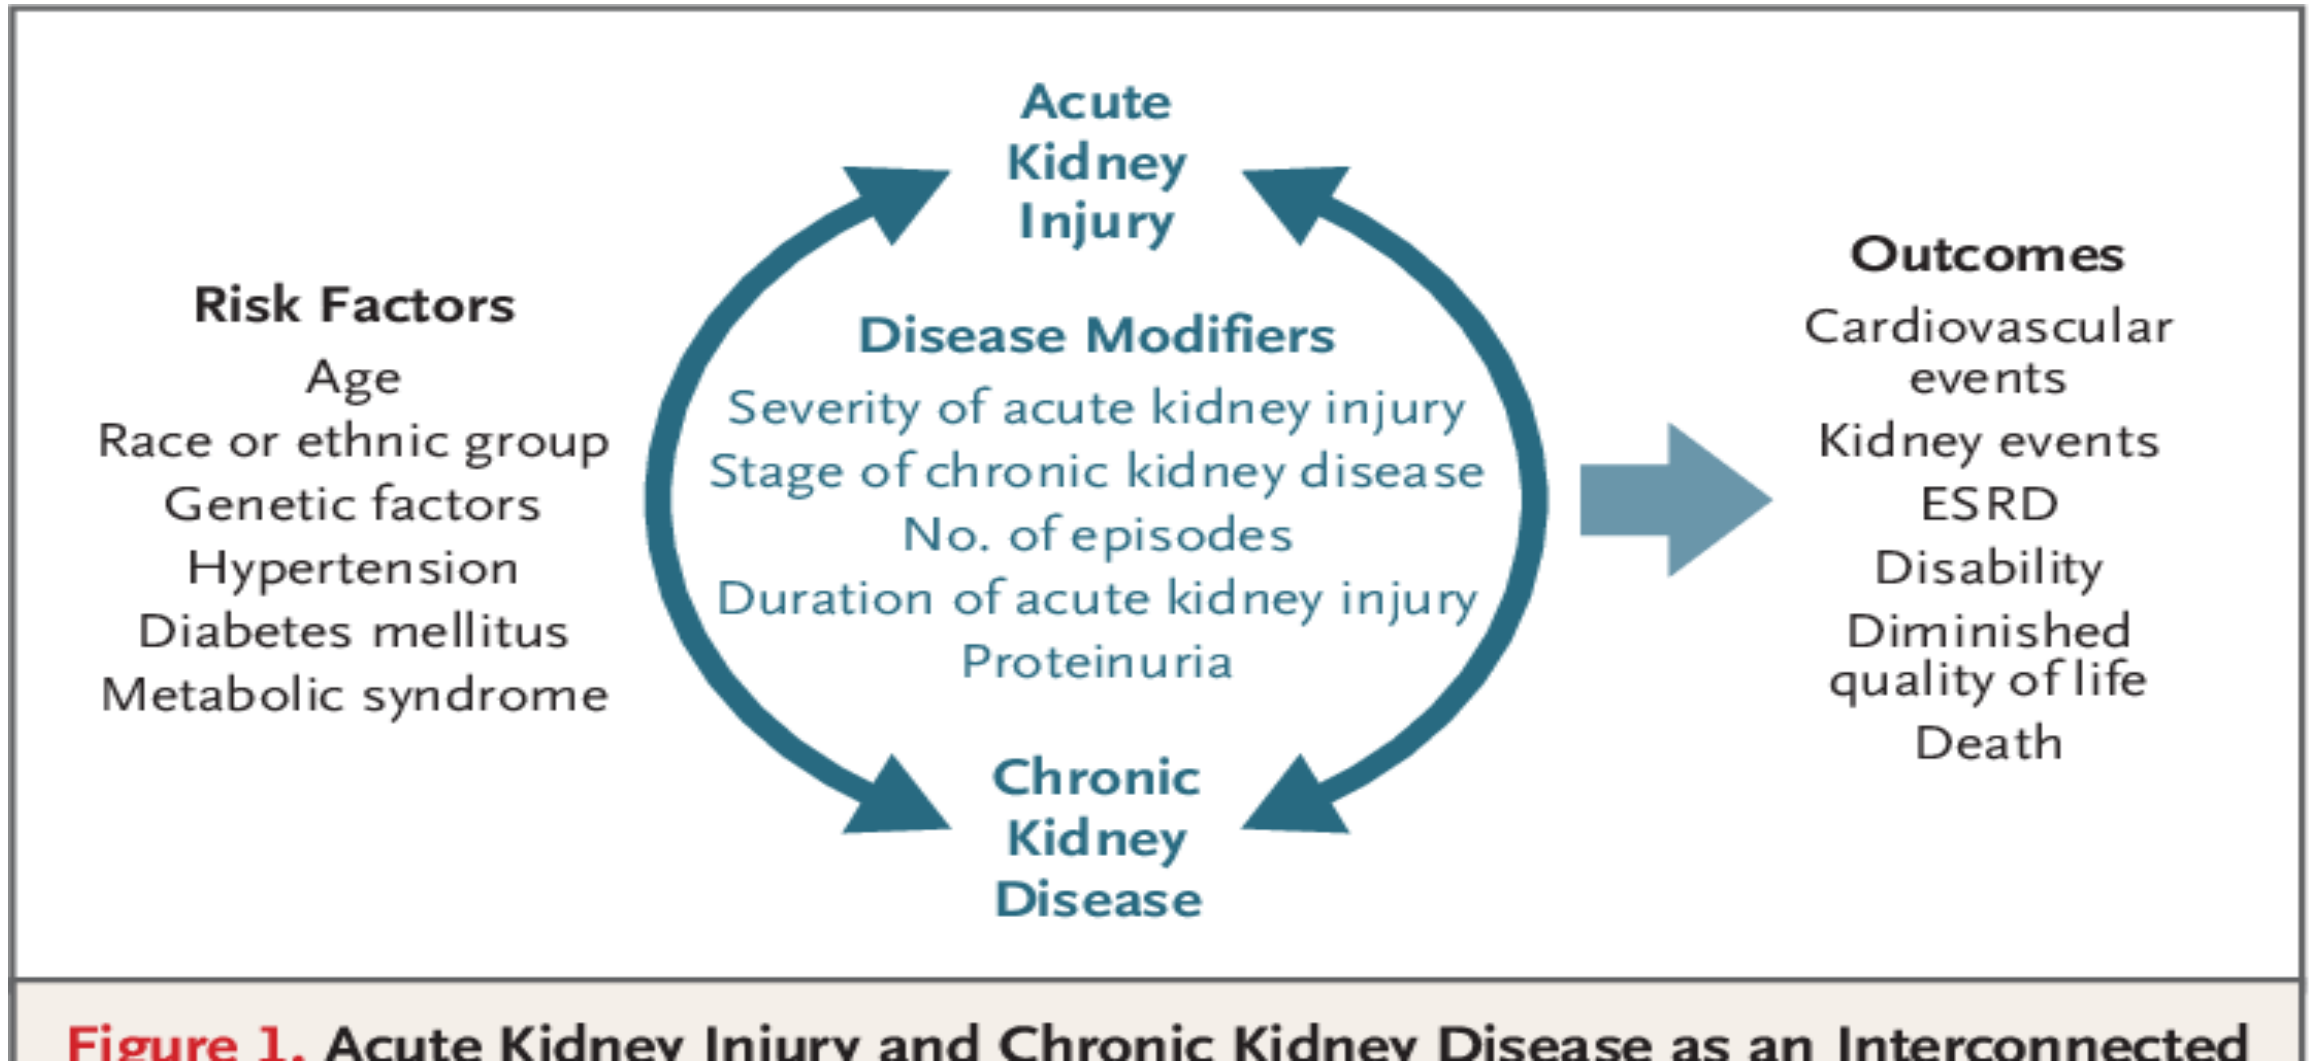 Acute
Kidney
Injury
Risk Factors
Age
Race or ethnic group
Genetic factors
Hypertension
Diabetes mellitus
Metabolic syndrome
Disease Modifiers
Severity of acute kidney injury
Stage of chronic kidney disease
No. of episodes
Duration of acute kidney injury
Proteinuria
Chronic
Kidney
Disease
Outcomes
Cardiovascular
events
Kidney events
ESRD
Disability
Diminished
quality of life
Death
Figure 1. Acute Kidney Injury and Chronic Kidney Disease as an Interconnected